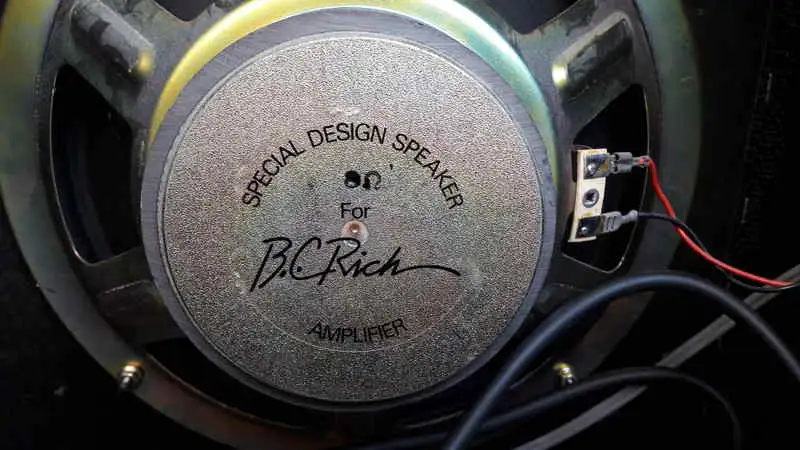 SPECIAL DESIGN SPEAKER
8Ω
For
B.C.Rich
AMPLIFIER